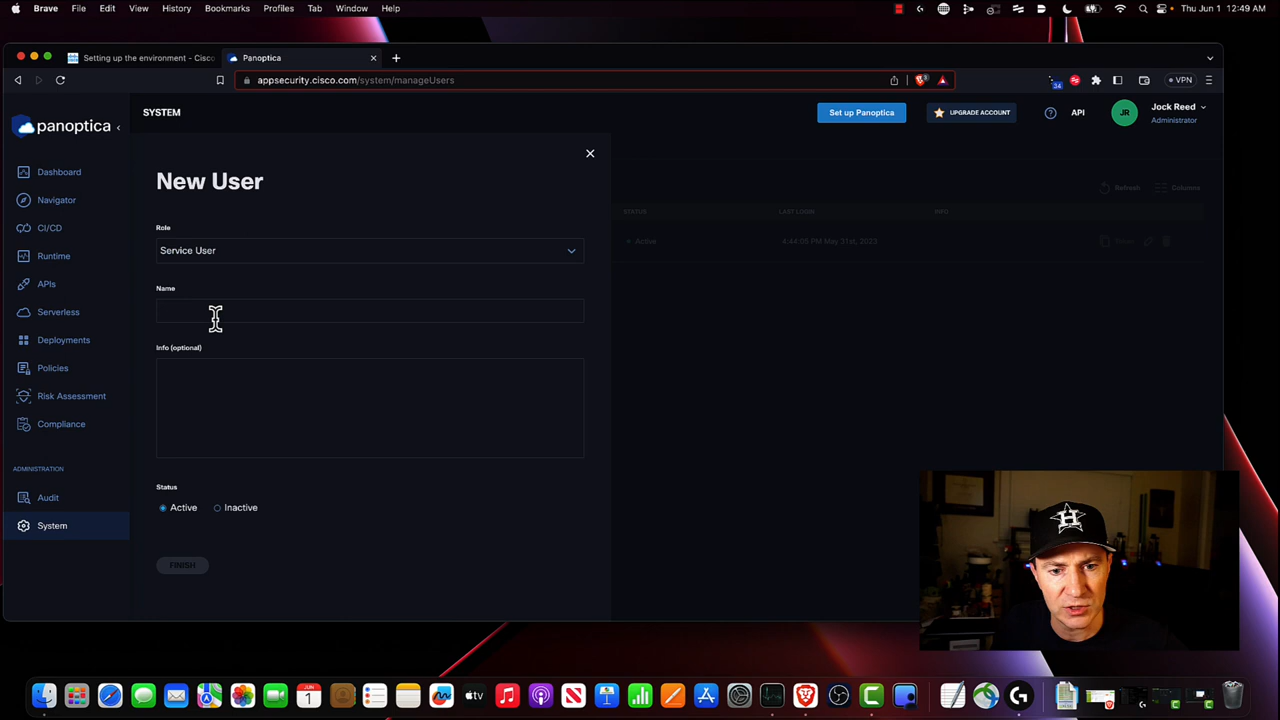 Brave File Edit View History Bookmarks Profiles Tab Window Help Thu Jun 1 12:49 AM
Setting up the environment - Cisco Panoptica
appsecurity.cisco.com/system/manageUsers VPN
34
panoptica SYSTEM Set up Panoptica UPGRADE ACCOUNT API JR Jock Reed
Administrator
Dashboard
Navigator
CI/CD
Runtime
APIs
Serverless
Deployments
Policies
Risk Assessment
Compliance
ADMINISTRATION
Audit
System
New User
Role
Service User
Name
Info (optional)
Status
Active Inactive
FINISH
Refresh Columns
STATUS LAST LOGIN INFO
Active 4:44:05 PM May 31st, 2023
JUN
1
tv